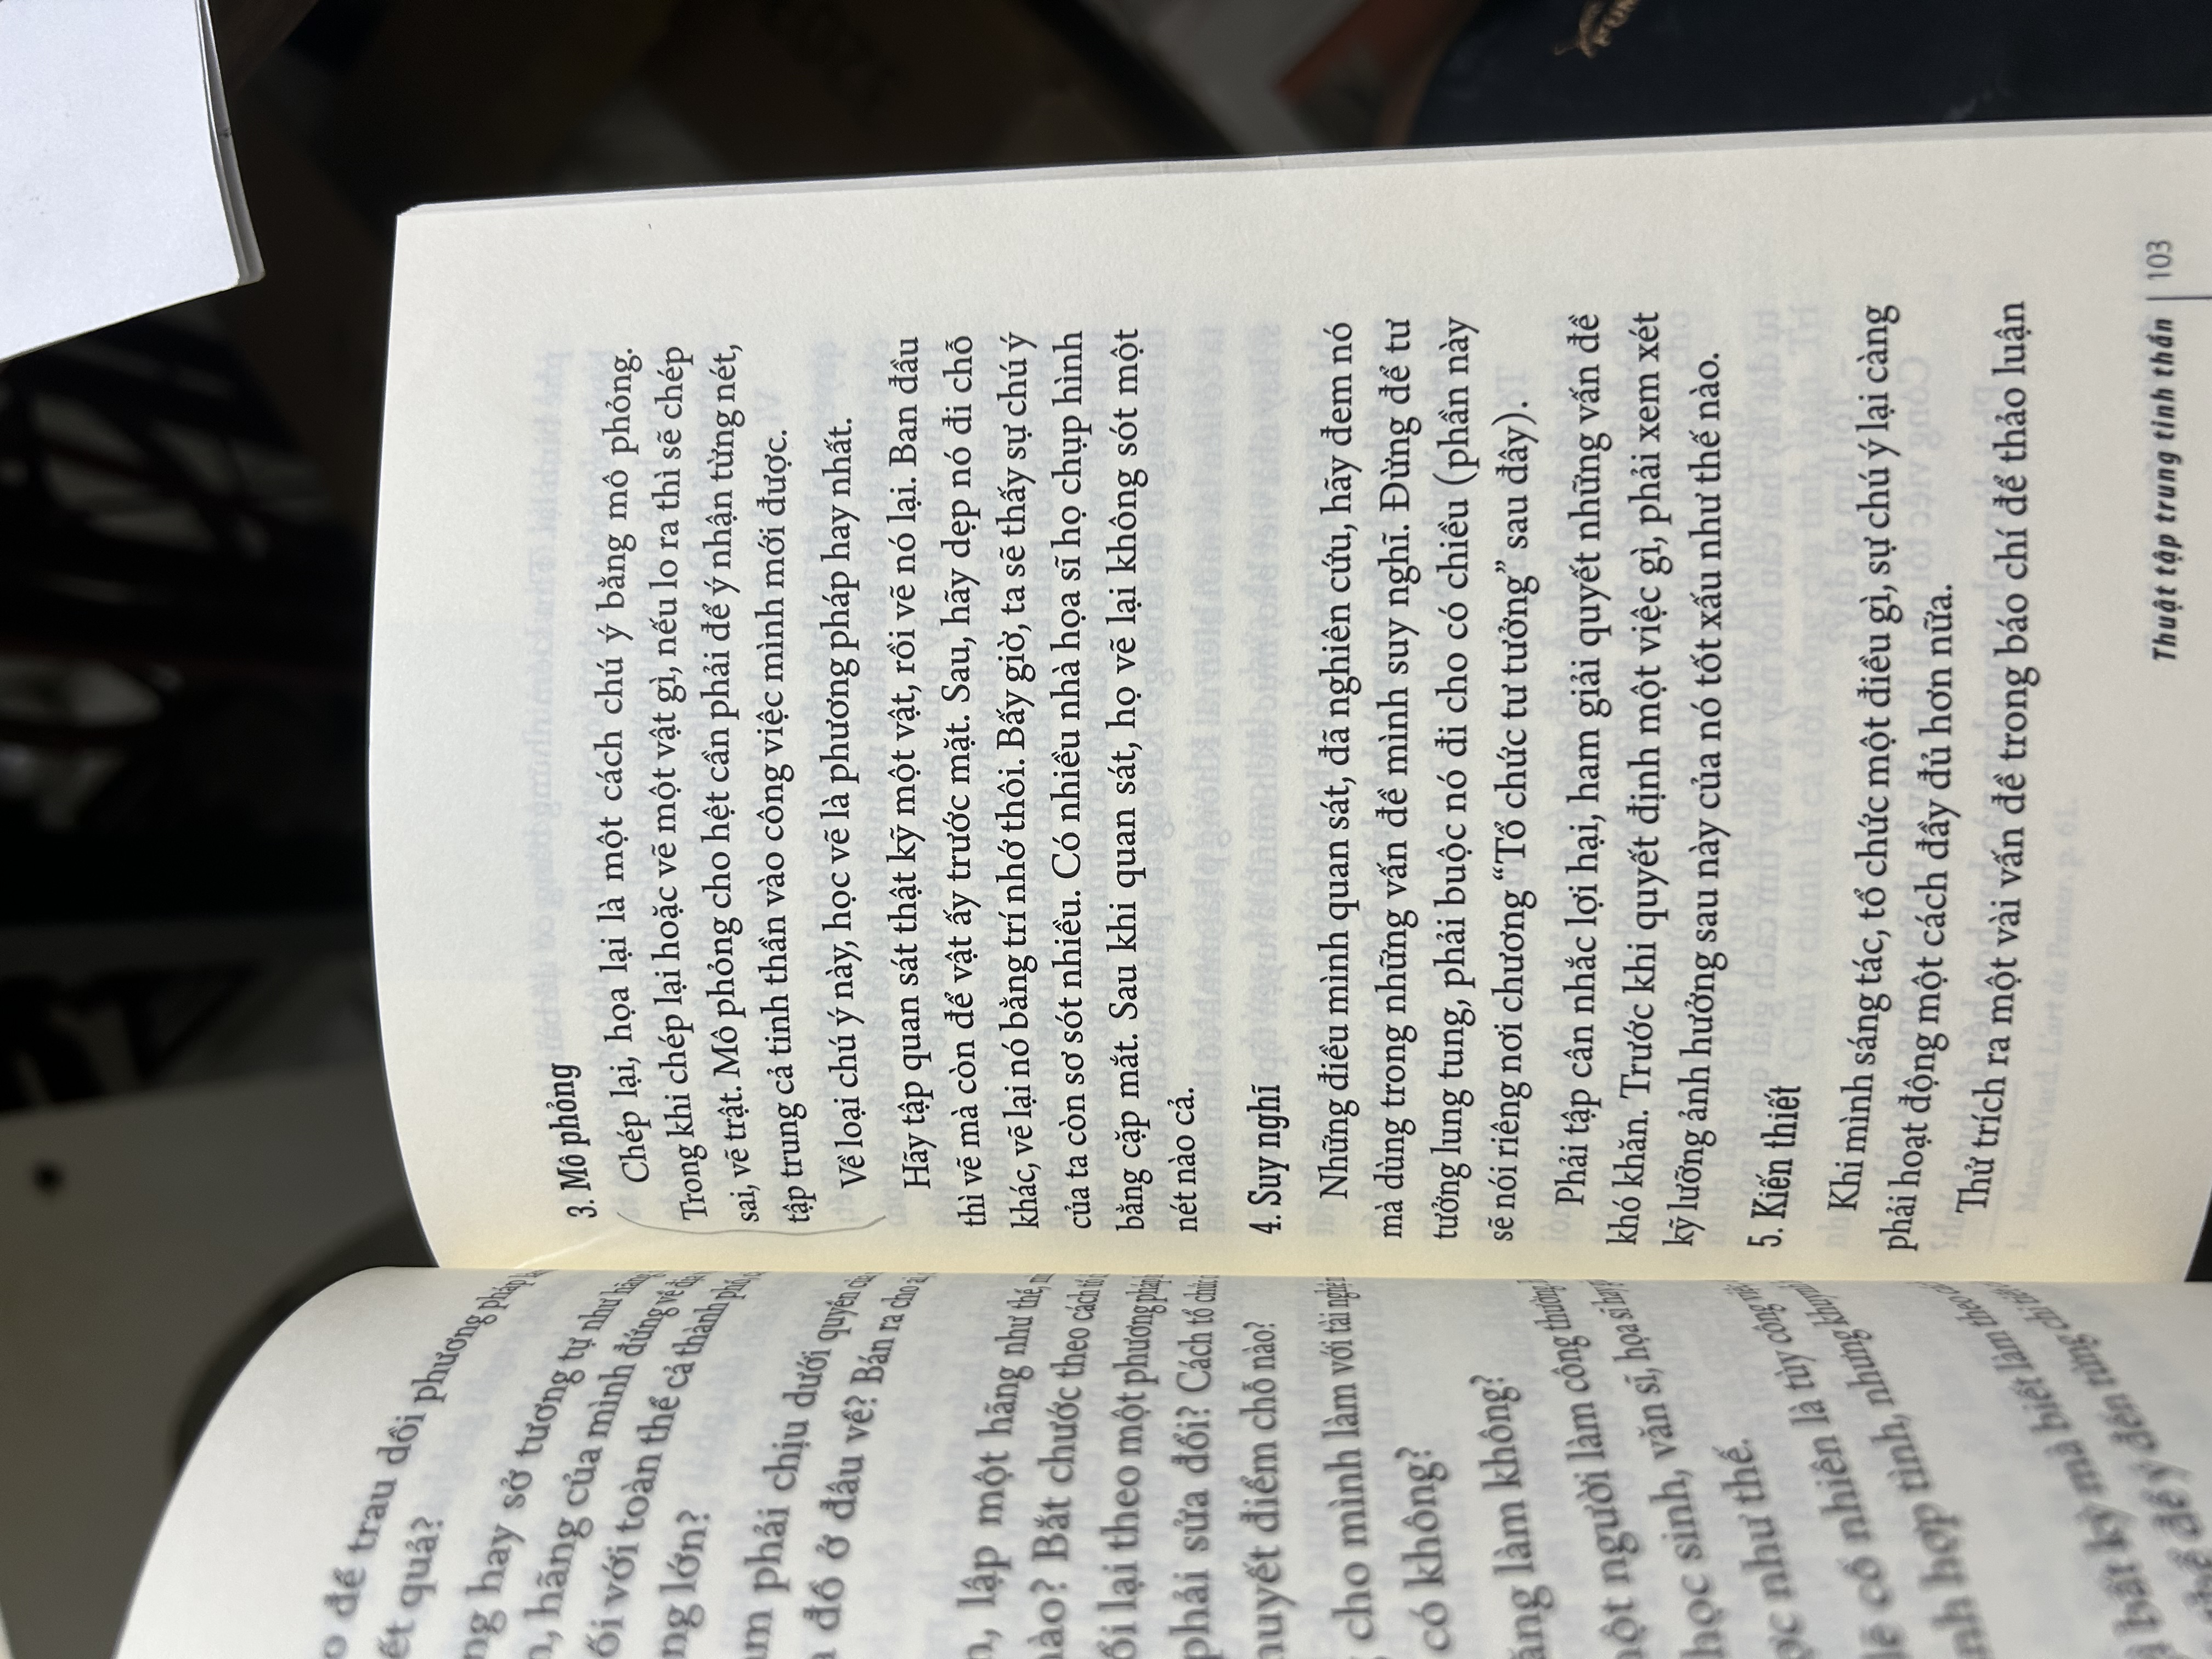 để trau dồi phương pháp
quả?
hay sở tương tự như hãng
hãng của mình đứng về
với toàn thể cả thành phố,
lớn?
phải chịu dưới quyền của
đồ ở đâu về? Bán ra cho ai
lập một hãng như thế,
nào? Bắt chước theo cách tổ
lại theo một phương pháp
phải sửa đổi? Cách tổ chức
khuyết điểm chỗ nào?
cho mình làm với tài nghệ
có không?
làm không?
một người làm công thường
học sinh, văn sĩ, họa sĩ hay
như thế.
lẽ cố nhiên là tùy công việc
hợp tình, nhưng khuynh
bất kỳ mà biết làm theo
để ý đến từng chi tiết
3. Mô phỏng
Chép lại, họa lại là một cách chú ý bằng mô phỏng.
Trong khi chép lại hoặc vẽ một vật gì, nếu lo ra thì sẽ chép
sai, vẽ trật. Mô phỏng cho hệt cần phải để ý nhận từng nét,
tập trung cả tinh thần vào công việc mình mới được.
Về loại chú ý này, học vẽ là phương pháp hay nhất.
Hãy tập quan sát thật kỹ một vật, rồi vẽ nó lại. Ban đầu
thì vẽ mà còn để vật ấy trước mặt. Sau, hãy dẹp nó đi chỗ
khác, vẽ lại nó bằng trí nhớ thôi. Bấy giờ, ta sẽ thấy sự chú ý
của ta còn sơ sót nhiều. Có nhiều nhà họa sĩ họ chụp hình
bằng cặp mắt. Sau khi quan sát, họ vẽ lại không sót một
nét nào cả.
4. Suy nghĩ
Những điều mình quan sát, đã nghiên cứu, hãy đem nó
mà dùng trong những vấn đề mình suy nghĩ. Đừng để tư
tưởng lung tung, phải buộc nó đi cho có chiều (phần này
sẽ nói riêng nơi chương “Tổ chức tư tưởng” sau đây).
Phải tập cân nhắc lợi hại, ham giải quyết những vấn đề
khó khăn. Trước khi quyết định một việc gì, phải xem xét
kỹ lưỡng ảnh hưởng sau này của nó tốt xấu như thế nào.
5. Kiến thiết
Khi mình sáng tác, tổ chức một điều gì, sự chú ý lại càng
phải hoạt động một cách đầy đủ hơn nữa.
Thử trích ra một vài vấn đề trong báo chí để thảo luận
Thuật tập trung tinh thần | 103